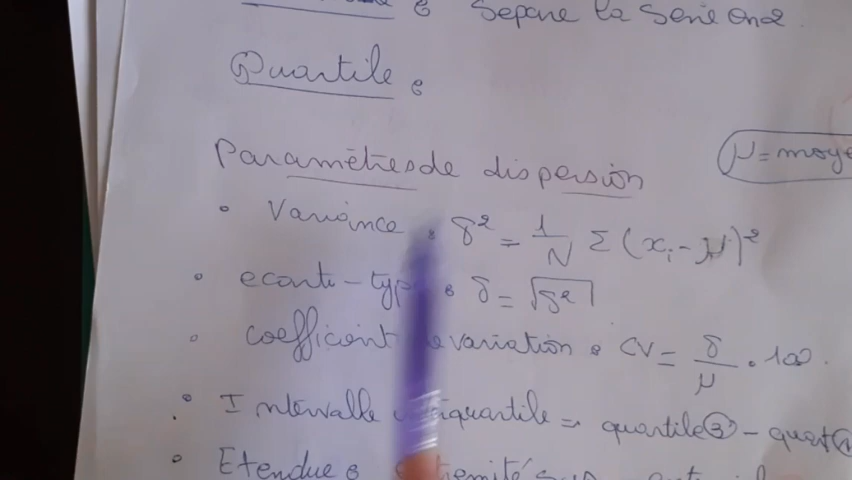 Sépare la série en 2.
Quartile :
μ = moye
Paramètres de dispersion
• Variance : δ² = 1/N Σ(xᵢ - μ)²
• écart-typ : δ = √δ²
• coefficient variation : CV = δ/μ • 100.
• Intervalle iquartile = quartile ③ - quart ①
• Etendue :